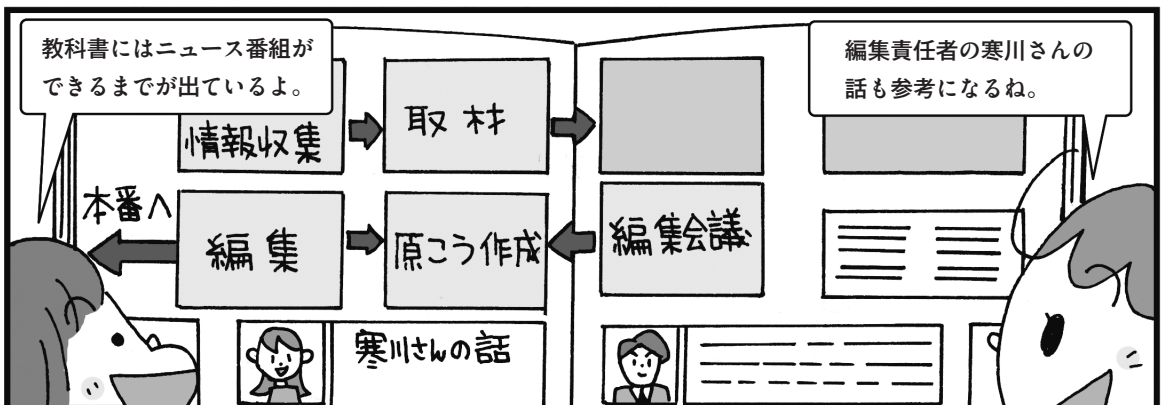 教科書にはニュース番組が
できるまでが出ているよ。
編集責任者の寒川さんの
話も参考になるね。
情報収集
取材
本番へ
編集
原こう作成
編集会議
寒川さんの話